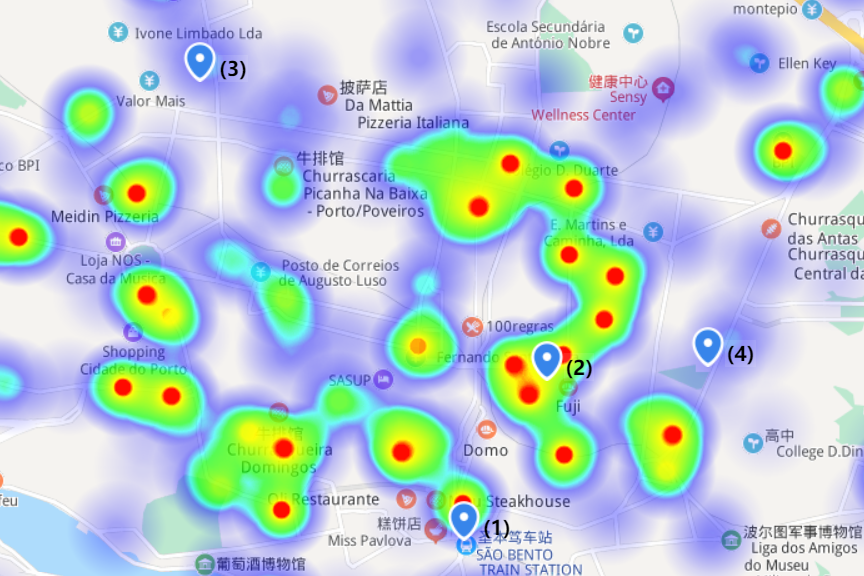 montepio
Ivone Limbado Lda
Escola Secundária
de António Nobre
(3)
Ellen Key
健康中心
Sensy
Wellness Center
披萨店
Da Mattia
Pizzeria Italiana
Valor Mais
co BPI
牛排馆
Churrascaria
Picanha Na Baixa
- Porto/Poveiros
égio D. Duarte
Meidin Pizzeria
E. Martins e
Caminha, Lda
Churrasqu
das Antas
Churrasqu
Central da
Loja NOS -
Casa da Música
Posto de Correios
de Augusto Luso
100regras
Fernando
(2)
(4)
Shopping
Cidade do Porto
SASUP
Fuji
牛排馆
Churrasqueira
Domingos
Domo
高中
College D.Din
Restaurante
Steakhouse
糕饼店
Miss Pavlova
(1)
圣本笃车站
SÃO BENTO
TRAIN STATION
feu
葡萄酒博物馆
波尔图军事博物馆
Liga dos Amigos
do Museu